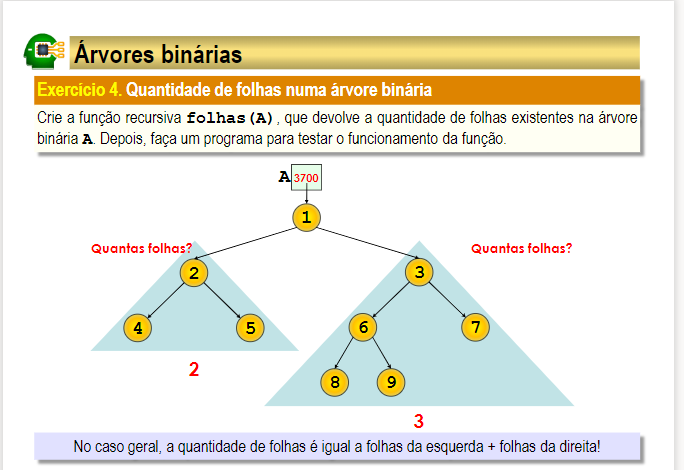 Árvores binárias
Exercício 4. Quantidade de folhas numa árvore binária
Crie a função recursiva folhas(A), que devolve a quantidade de folhas existentes na árvore
binária A. Depois, faça um programa para testar o funcionamento da função.
A 3700
1
Quantas folhas? Quantas folhas?
2 3
4 5 6 7
2
8 9
3
No caso geral, a quantidade de folhas é igual a folhas da esquerda + folhas da direita!